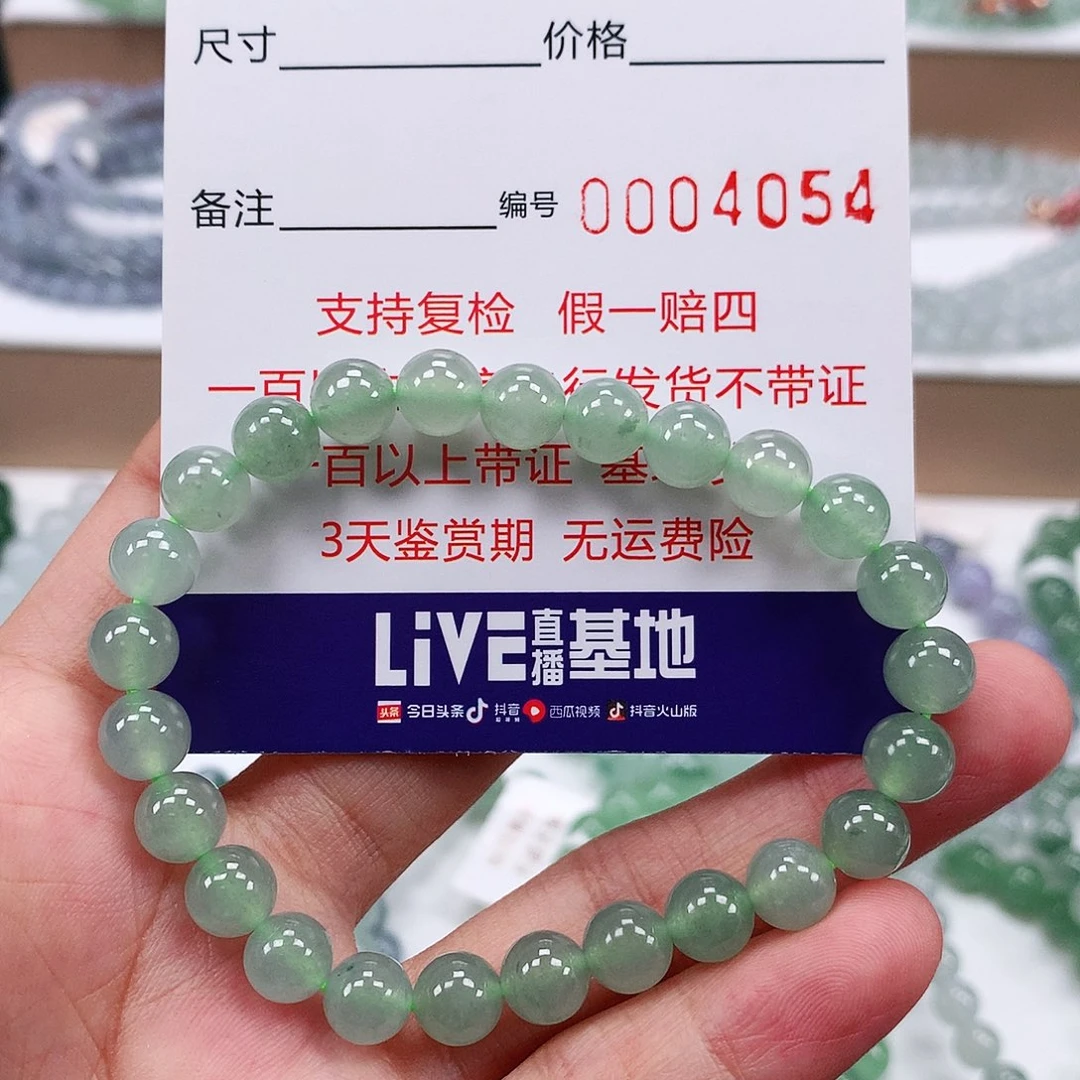 尺寸 价格
备注 编号 0004054
支持复检 假一赔四
一百 发货不带证
一百以上带证 基
3天鉴赏期 无运费险
LiVE直播基地
头条 今日头条 抖音 西瓜视频 抖音火山版